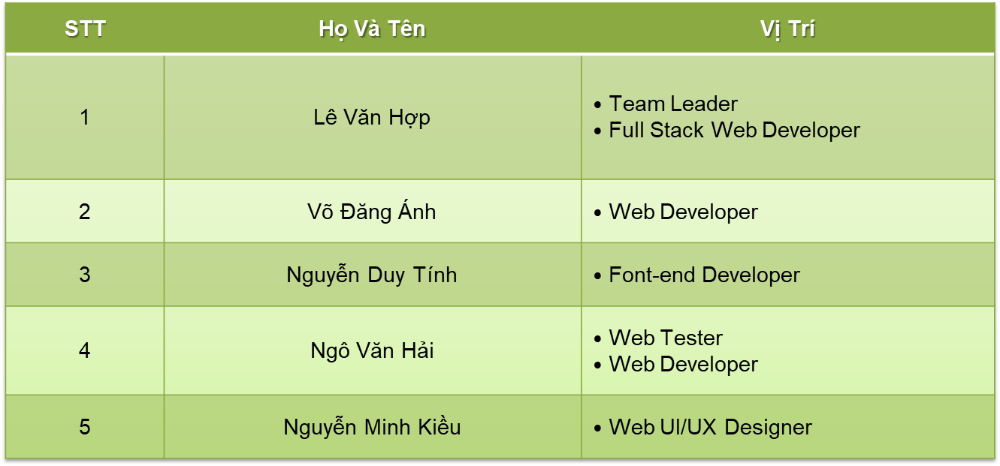 STT Họ Và Tên Vị Trí
1 Lê Văn Hợp • Team Leader
• Full Stack Web Developer
2 Võ Đăng Ánh • Web Developer
3 Nguyễn Duy Tính • Font-end Developer
4 Ngô Văn Hải • Web Tester
• Web Developer
5 Nguyễn Minh Kiều • Web UI/UX Designer